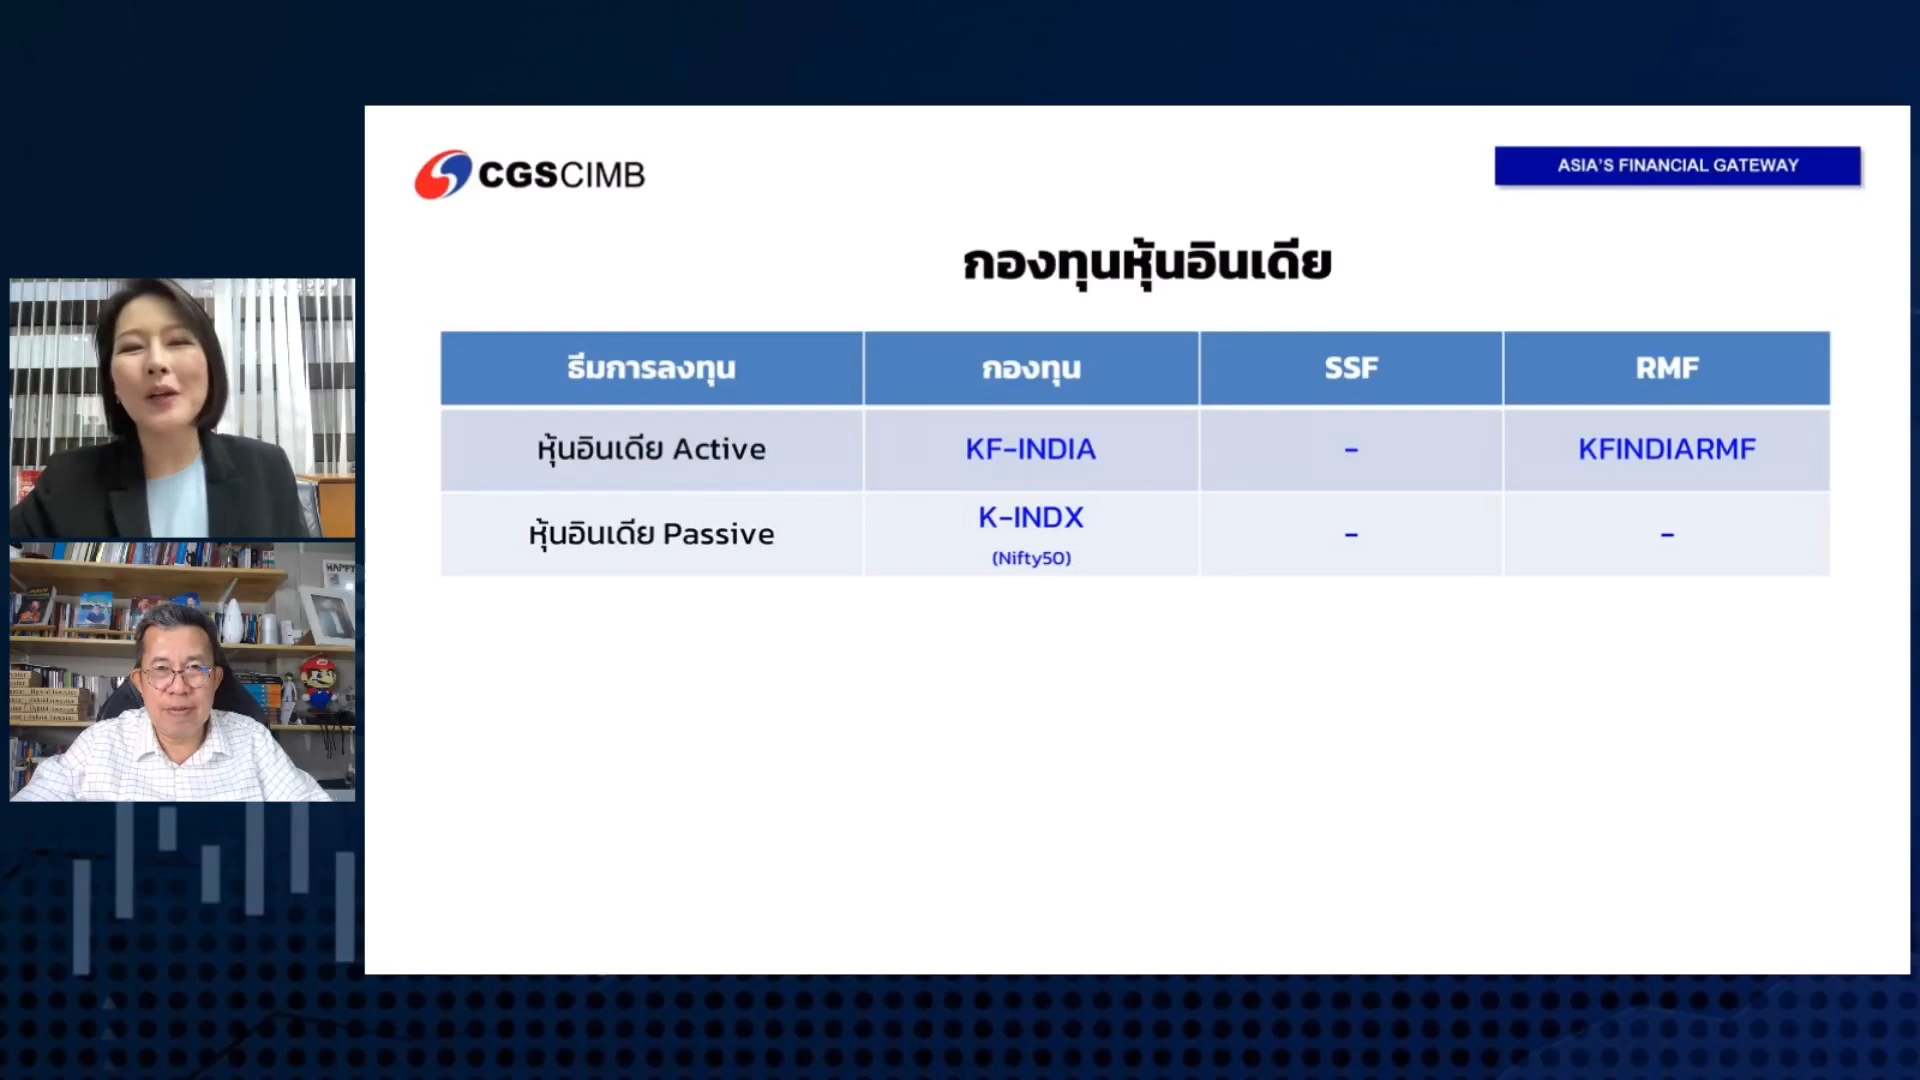 CGSCIMB
ASIA'S FINANCIAL GATEWAY
กองทุนหุ้นอินเดีย
ธีมการลงทุน กองทุน SSF RMF
หุ้นอินเดีย Active KF-INDIA - KFINDIARMF
หุ้นอินเดีย Passive K-INDX - -
(Nifty50)
HAPPY